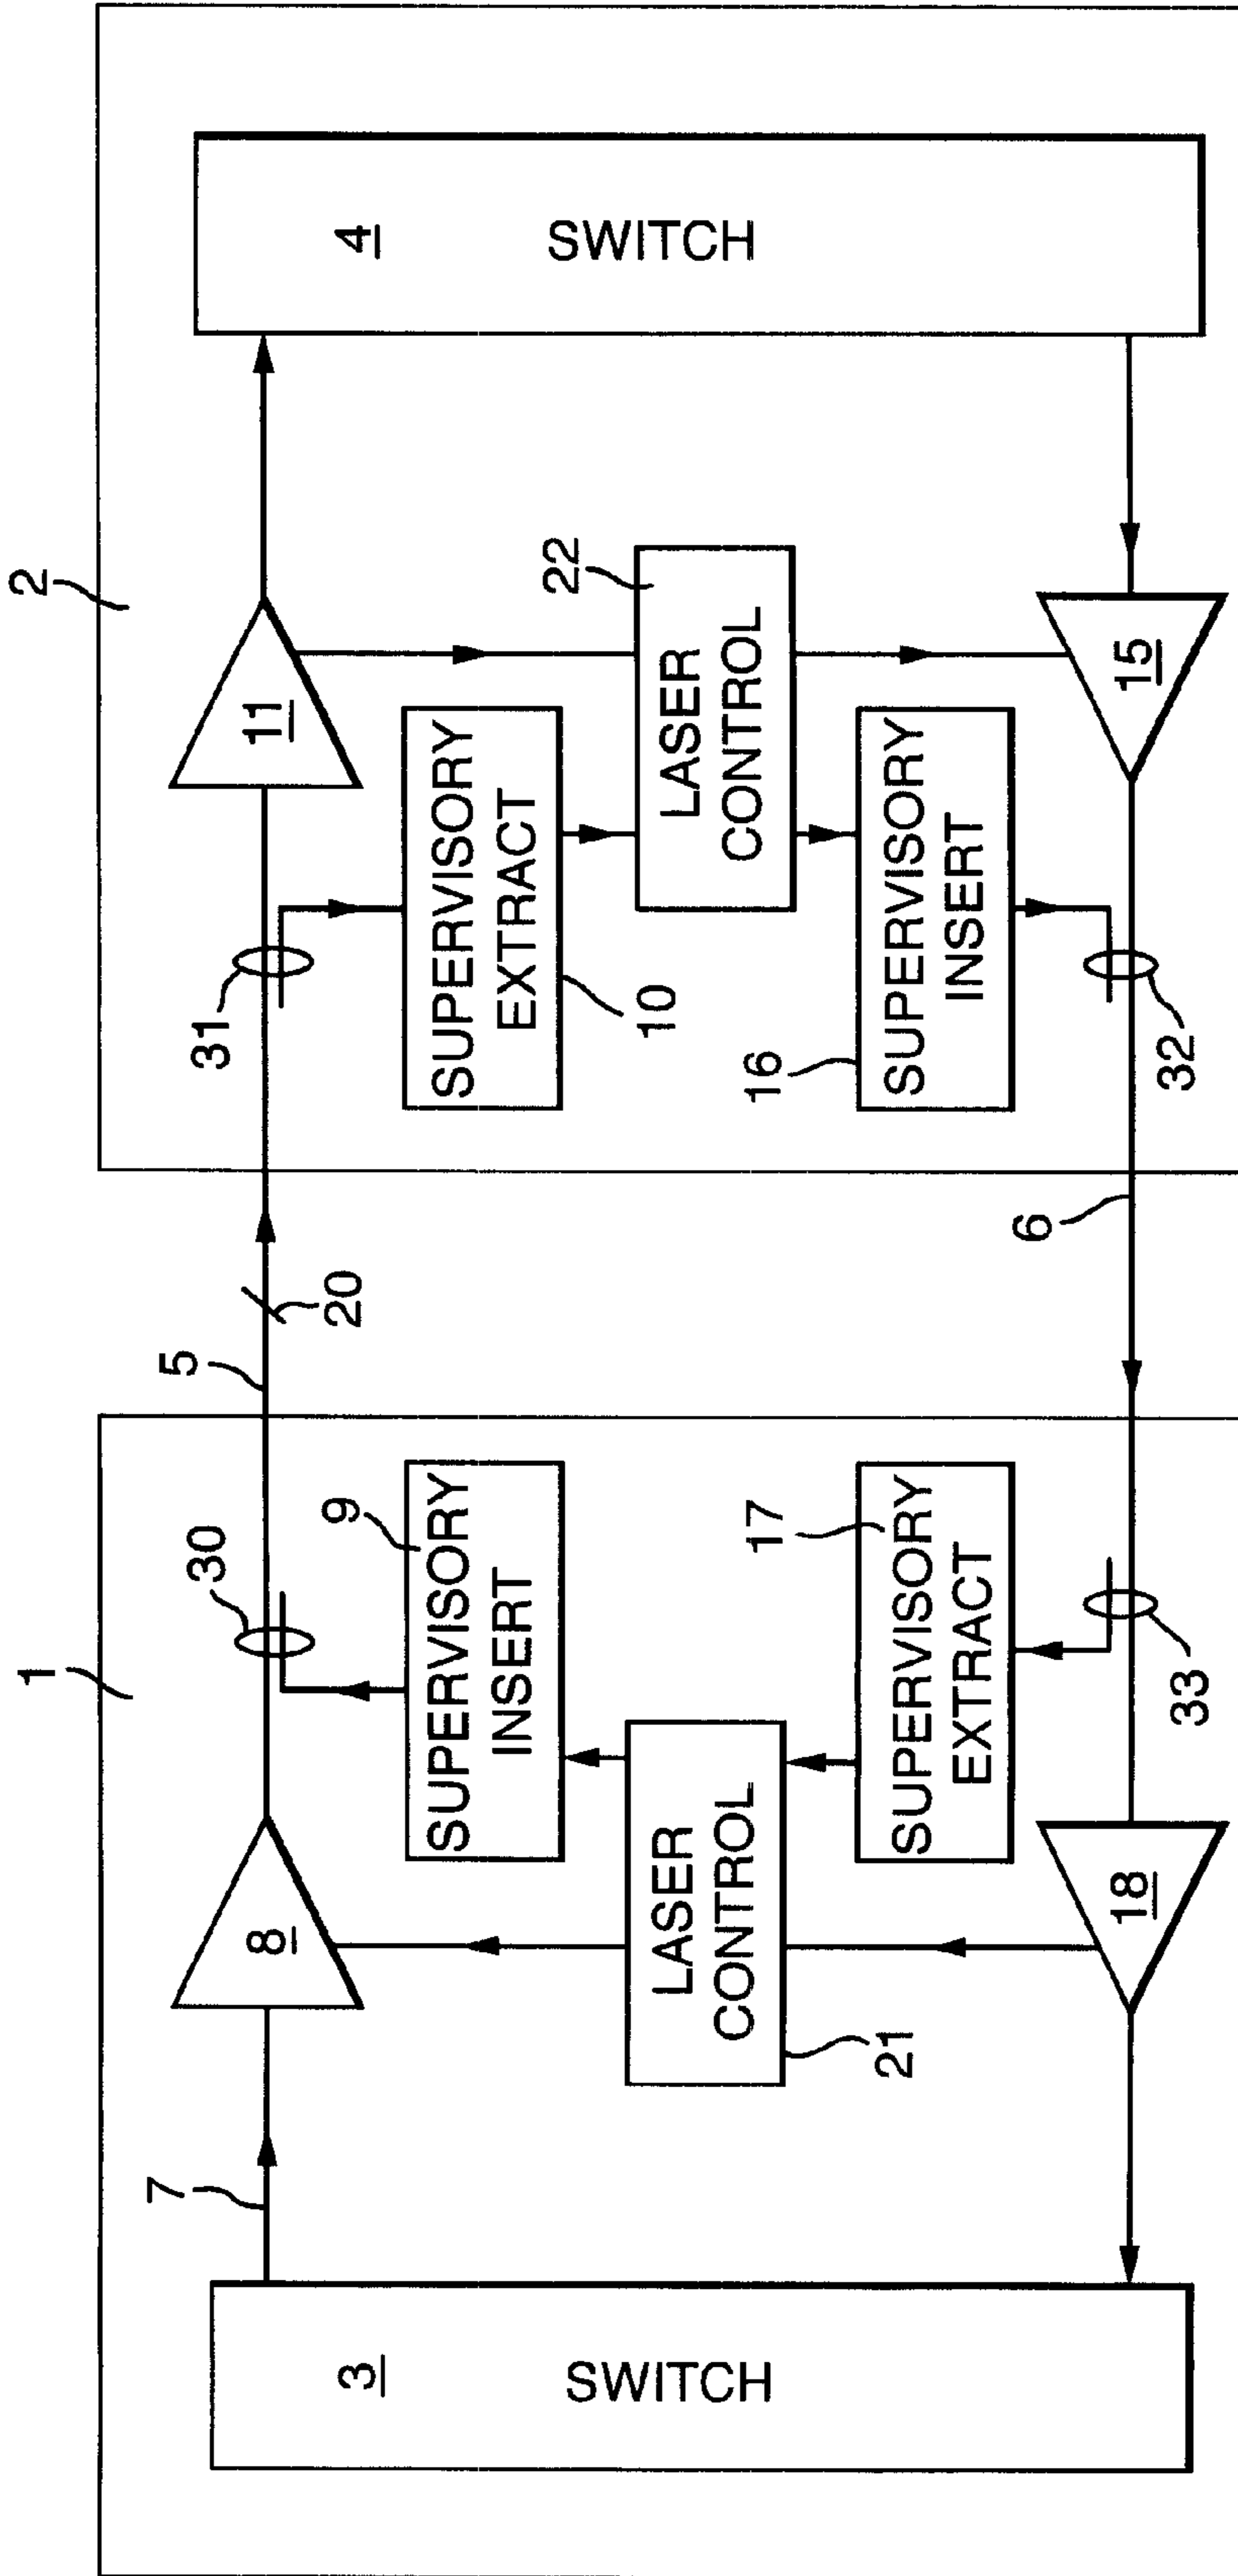 1
2
3
SWITCH
7
8
30
5
20
31
11
4
SWITCH
9
SUPERVISORY
INSERT
SUPERVISORY
EXTRACT
10
LASER
CONTROL
21
22
LASER
CONTROL
17
SUPERVISORY
EXTRACT
16
SUPERVISORY
INSERT
18
33
6
32
15